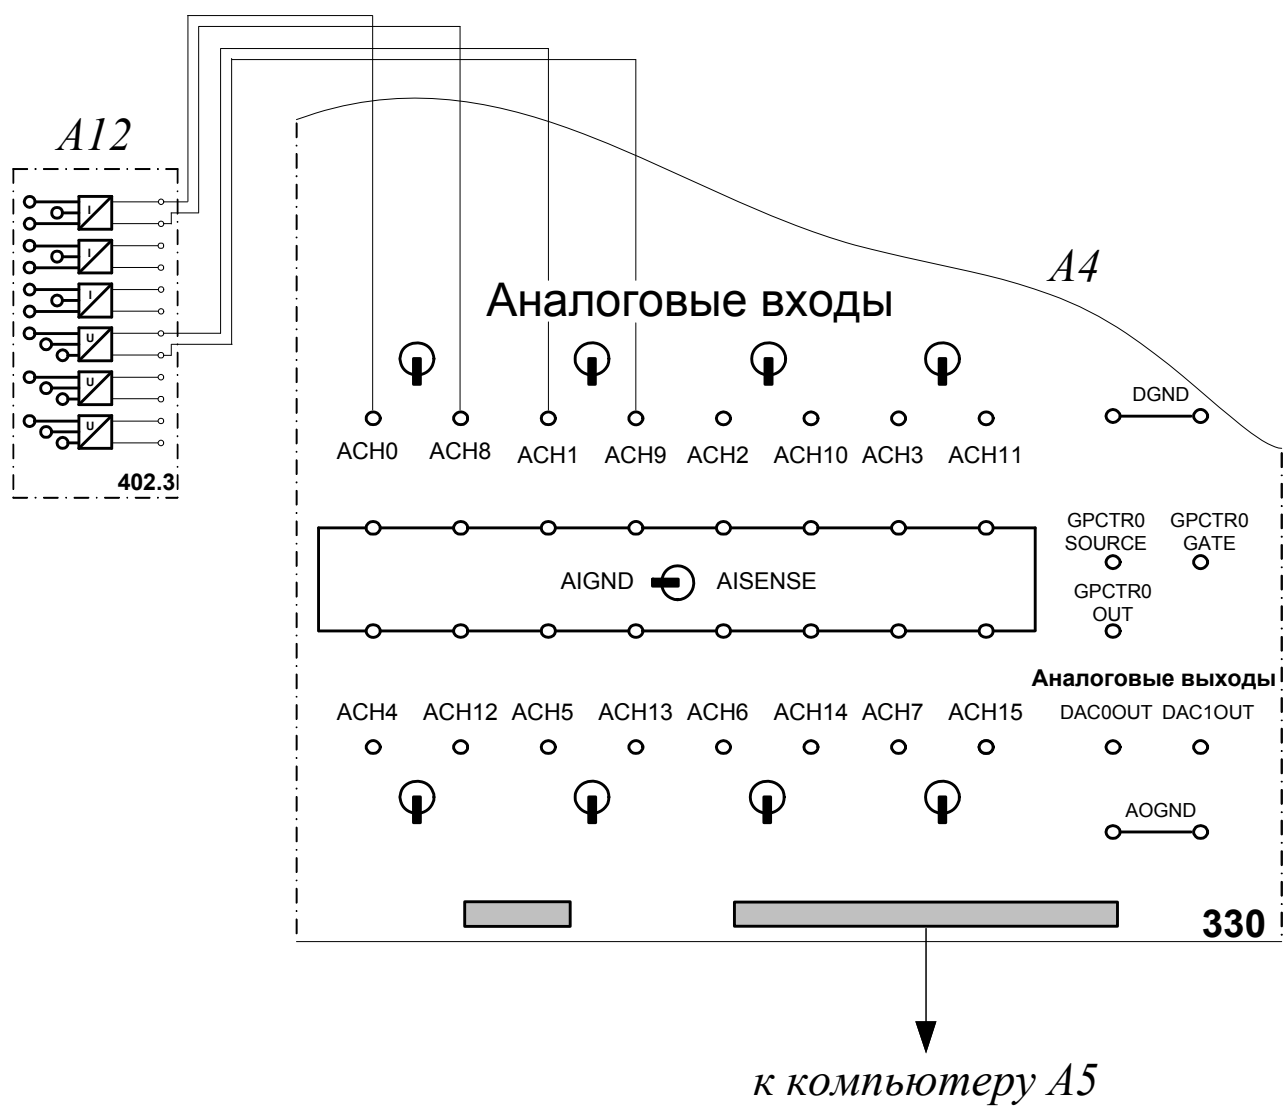 A12
I
I
I
U
U
U
402.3
A4
Аналоговые входы
DGND
ACH0 ACH8 ACH1 ACH9 ACH2 ACH10 ACH3 ACH11
GPCTR0 GPCTR0
SOURCE GATE
AIGND AISENSE
GPCTR0
OUT
Аналоговые выходы
ACH4 ACH12 ACH5 ACH13 ACH6 ACH14 ACH7 ACH15 DAC0OUT DAC1OUT
AOGND
330
к компьютеру A5